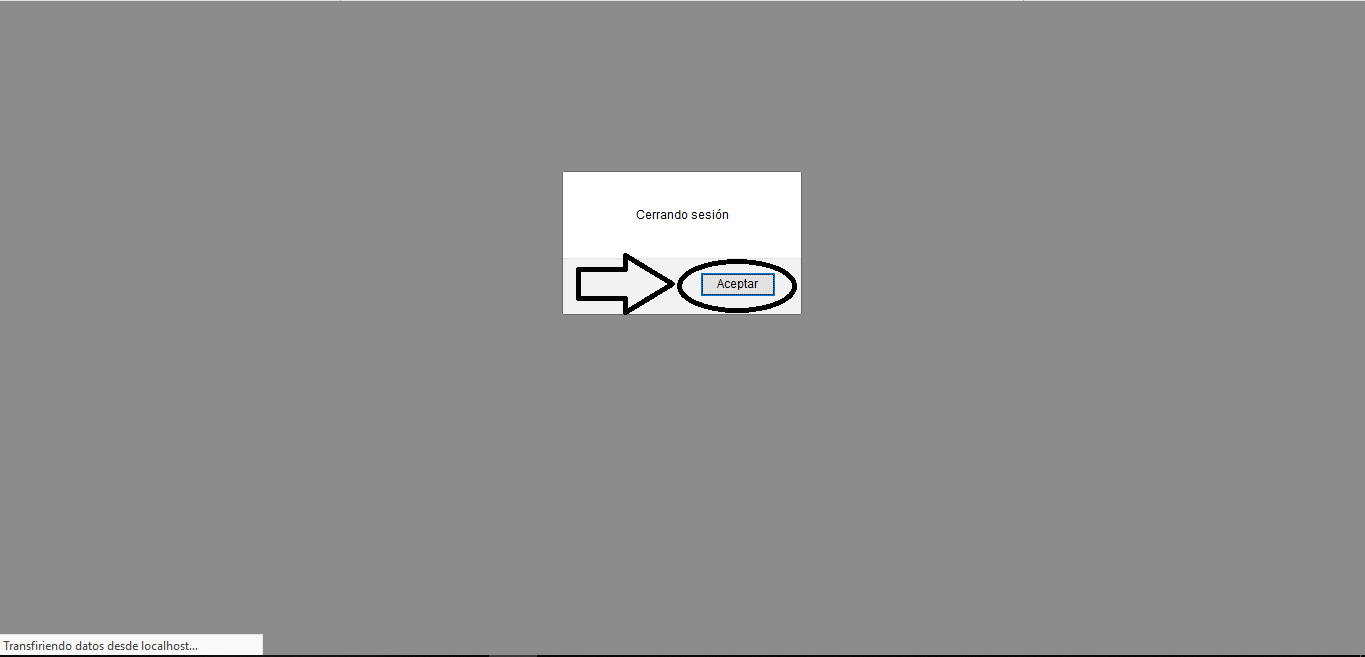 Cerrando sesión
Aceptar
Transfiriendo datos desde localhost...